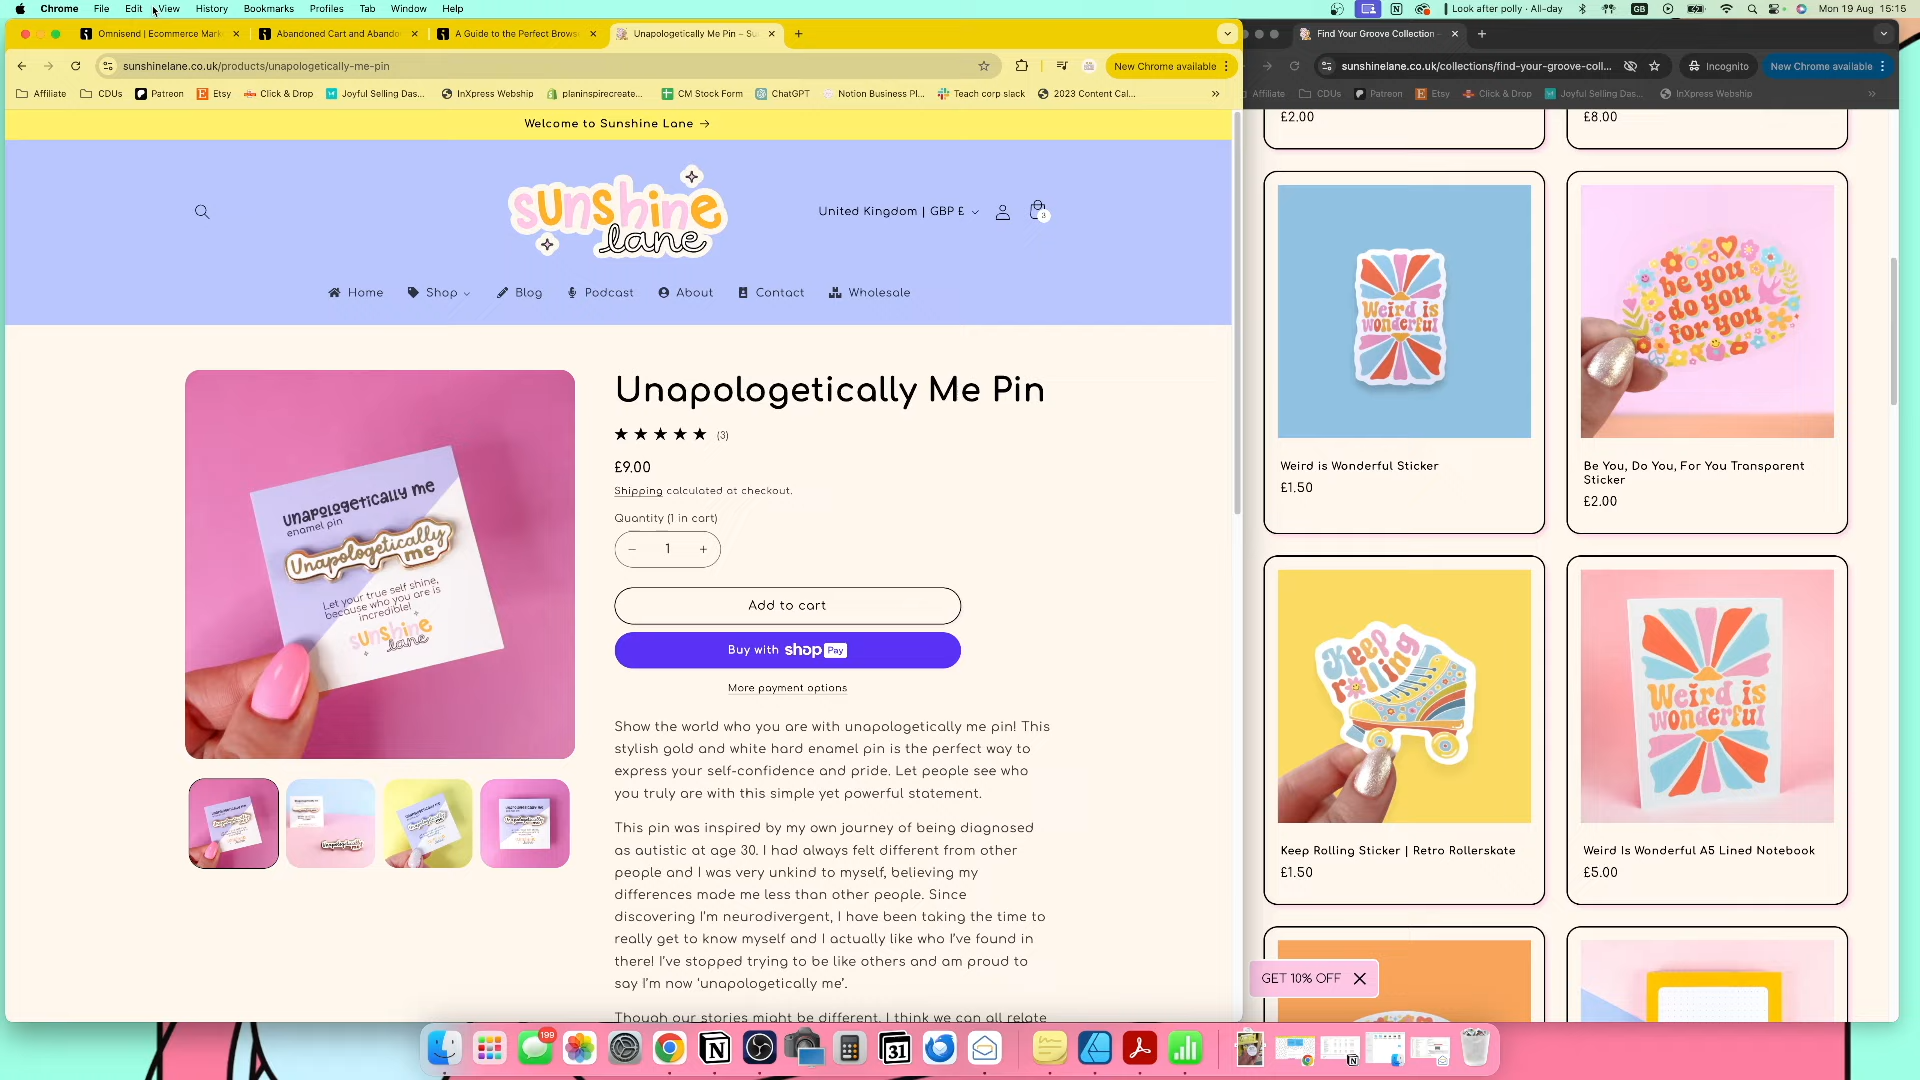 Chrome File Edit View History Bookmarks Profiles Tab Window Help
Look after polly · All-day GB Mon 19 Aug 15:15
Omnisend | Ecommerce Mark
Abandoned Cart and Abando
A Guide to the Perfect Brows
Unapologetically Me Pin – Su
Find Your Groove Collection
sunshinelane.co.uk/products/unapologetically-me-pin
New Chrome available
sunshinelane.co.uk/collections/find-your-groove-coll...
Incognito
New Chrome available
Affiliate CDUs Patreon Etsy Click & Drop Joyful Selling Das... InXpress Webship planinspirecreate... CM Stock Form ChatGPT Notion Business Pl... Teach corp slack 2023 Content Cal...
Affiliate CDUs Patreon Etsy Click & Drop Joyful Selling Das... InXpress Webship
Welcome to Sunshine Lane →
sunshine
lane
United Kingdom | GBP £
3
Home Shop Blog Podcast About Contact Wholesale
Unapologetically me
enamel pin
Unapologetically
me
Let your true self shine,
because who you are is
incredible!
sunshine
lane
Unapologetically Me Pin
(3)
£9.00
Shipping calculated at checkout.
Quantity (1 in cart)
− 1 +
Add to cart
Buy with shop Pay
More payment options
Show the world who you are with unapologetically me pin! This
stylish gold and white hard enamel pin is the perfect way to
express your self-confidence and pride. Let people see who
you truly are with this simple yet powerful statement.
This pin was inspired by my own journey of being diagnosed
as autistic at age 30. I had always felt different from other
people and I was very unkind to myself, believing my
differences made me less than other people. Since
discovering I'm neurodivergent, I have been taking the time to
really get to know myself and I actually like who I've found in
there! I've stopped trying to be like others and am proud to
say I'm now 'unapologetically me'.
Though our stories might be different, I think we can all relate
£2.00
£8.00
Weird is
wonderful
be you
do you
for you
Weird is Wonderful Sticker
£1.50
Be You, Do You, For You Transparent
Sticker
£2.00
Keep
rolling
Weird is
wonderful
Keep Rolling Sticker | Retro Rollerskate
£1.50
Weird Is Wonderful A5 Lined Notebook
£5.00
GET 10% OFF
199
31